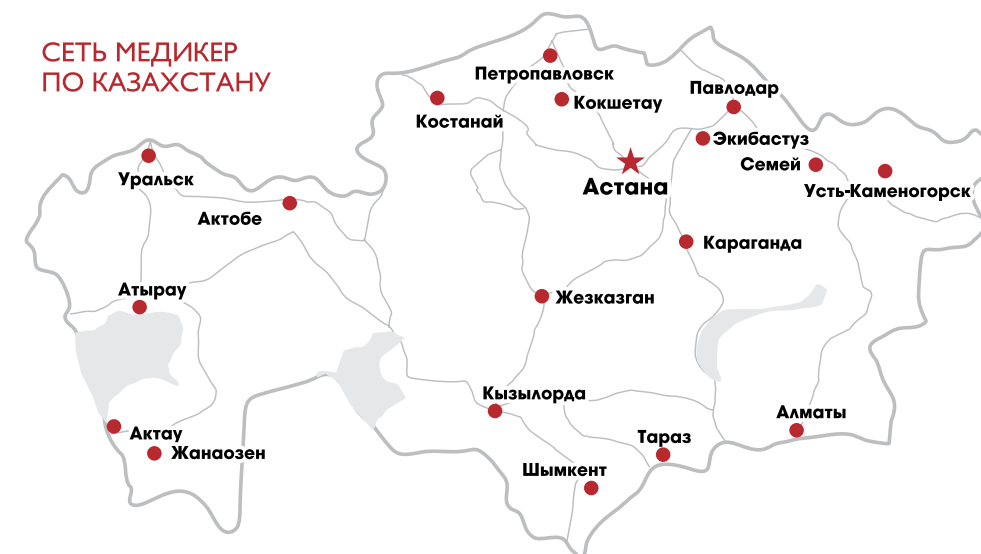 СЕТЬ МЕДИКЕР
ПО КАЗАХСТАНУ
Петропавловск
Кокшетау
Павлодар
Костанай
Экибастуз
Семей
Астана
Усть-Каменогорск
Уральск
Актобе
Караганда
Атырау
Жезказган
Кызылорда
Алматы
Актау
Тараз
Жанаозен
Шымкент